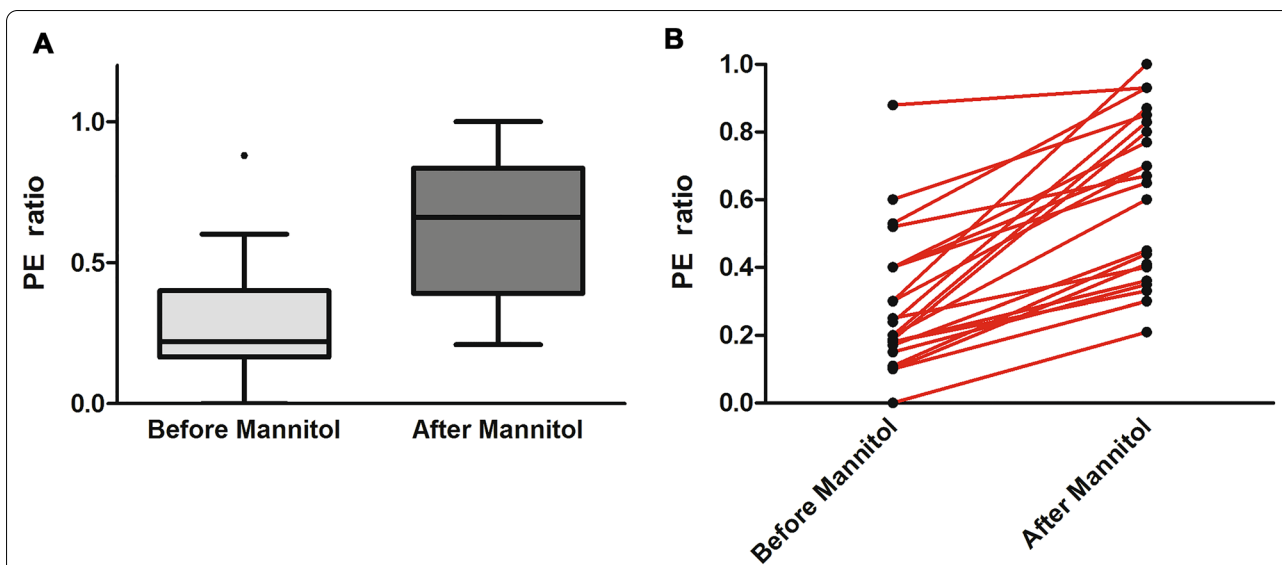 A
PE ratio
1.0
0.5
0.0
Before Mannitol
After Mannitol
B
PE ratio
1.0
0.8
0.6
0.4
0.2
0.0
Before Mannitol
After Mannitol